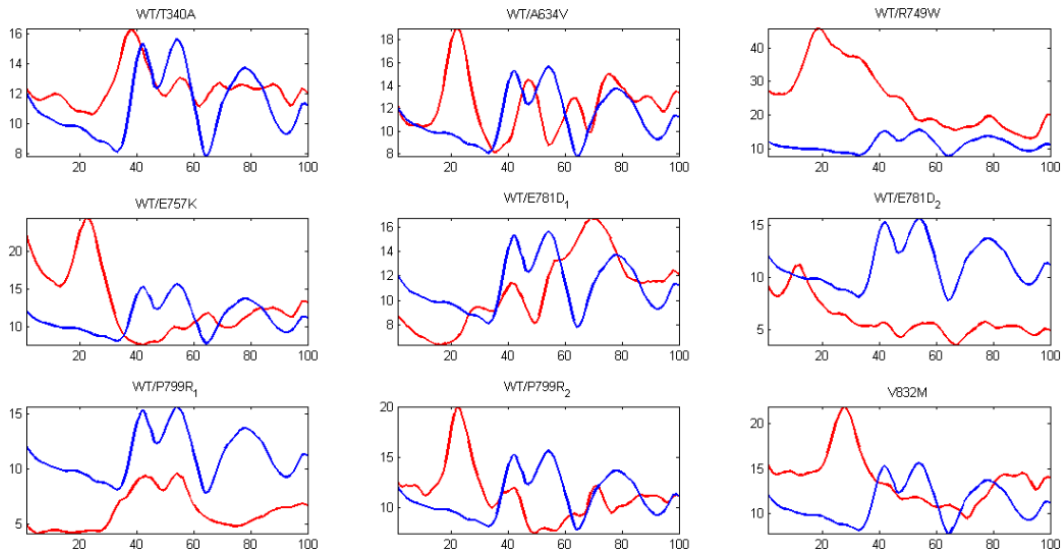 WT/T340A WT/A634V WT/R749W
16 18 40
14 16 30
12 14 20
10 12 10
8 10
8
20 40 60 80 100 20 40 60 80 100 20 40 60 80 100
WT/E757K WT/E781D1 WT/E781D2
20 16 15
15 14 10
10 12 5
10
8
20 40 60 80 100 20 40 60 80 100 20 40 60 80 100
WT/P799R1 WT/P799R2 V832M
15 20 20
10 15 15
5 10 10
20 40 60 80 100 20 40 60 80 100 20 40 60 80 100